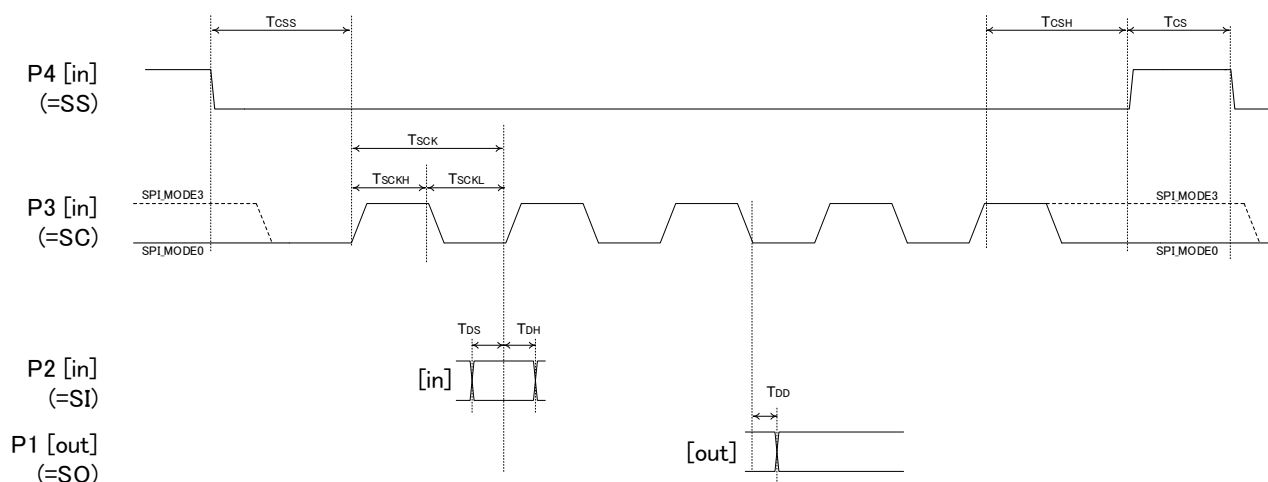 TCSS
TCSH
TCS
P4 [in]
(=SS)
TSCK
TSCKH
TSCKL
SPI_MODE3
SPI_MODE3
P3 [in]
(=SC)
SPI_MODE0
SPI_MODE0
TDS
TDH
P2 [in]
(=SI)
[in]
TDD
P1 [out]
(=SO)
[out]